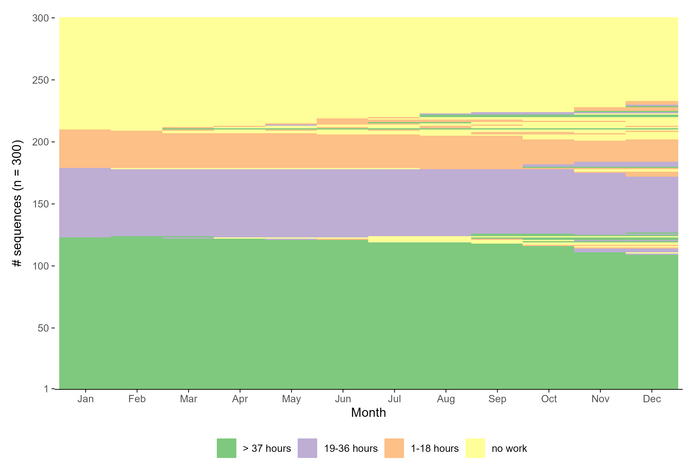 300
250
200
150
100
50
1
# sequences (n = 300)
Jan Feb Mar Apr May Jun Jul Aug Sep Oct Nov Dec
Month
> 37 hours 19-36 hours 1-18 hours no work